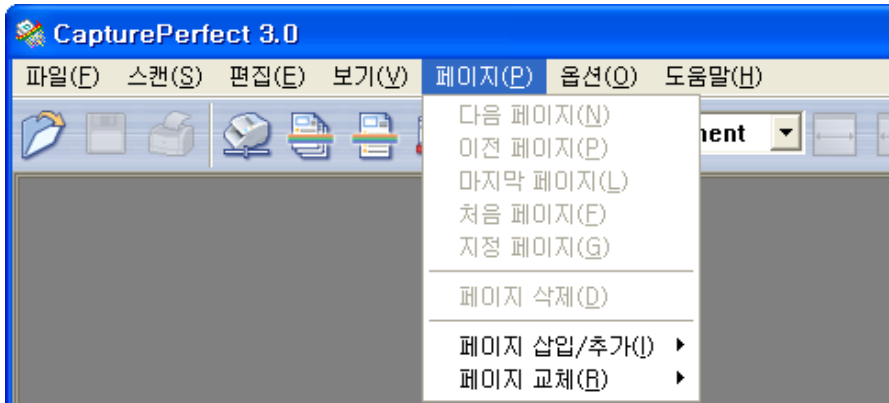 CapturePerfect 3.0
파일(F) 스캔(S) 편집(E) 보기(V) 페이지(P) 옵션(O) 도움말(H)
다음 페이지(N)
이전 페이지(P)
마지막 페이지(L)
처음 페이지(F)
지정 페이지(G)
페이지 삭제(D)
페이지 삽입/추가(I)
페이지 교체(R)